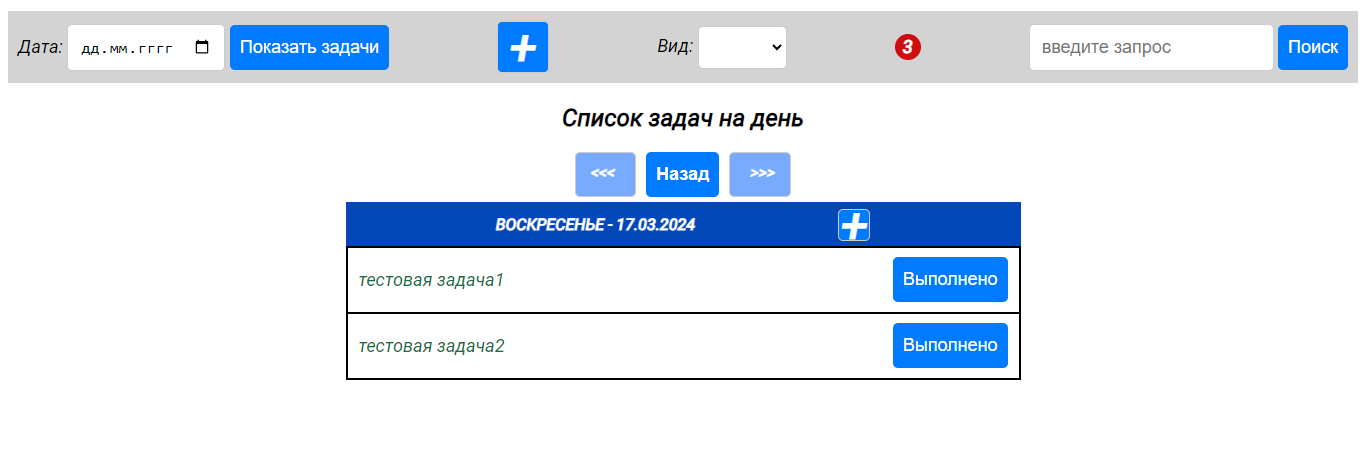 Дата: дд.мм.гггг Показать задачи + Вид: 3 введите запрос Поиск
Список задач на день
<<< Назад >>>
ВОСКРЕСЕНЬЕ - 17.03.2024 +
тестовая задача1 Выполнено
тестовая задача2 Выполнено